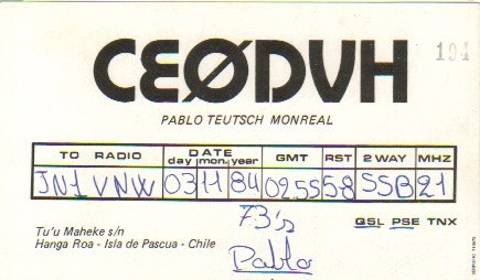 CEØDVH
194
PABLO TEUTSCH MONREAL
TO RADIO DATE day mon. year GMT RST 2 WAY MHZ
JN1VNW 03 11 84 0255 58 SSB 21
73's
QSL PSE TNX
Tu'u Maheke s/n
Hanga Roa - Isla de Pascua - Chile
Pablo